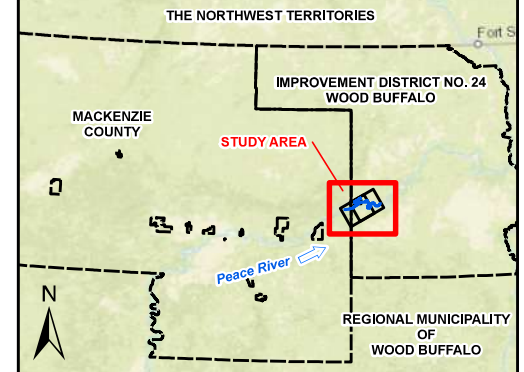 THE NORTHWEST TERRITORIES
Fort S
IMPROVEMENT DISTRICT NO. 24
WOOD BUFFALO
MACKENZIE
COUNTY
STUDY AREA
Peace River
N
REGIONAL MUNICIPALITY
OF
WOOD BUFFALO